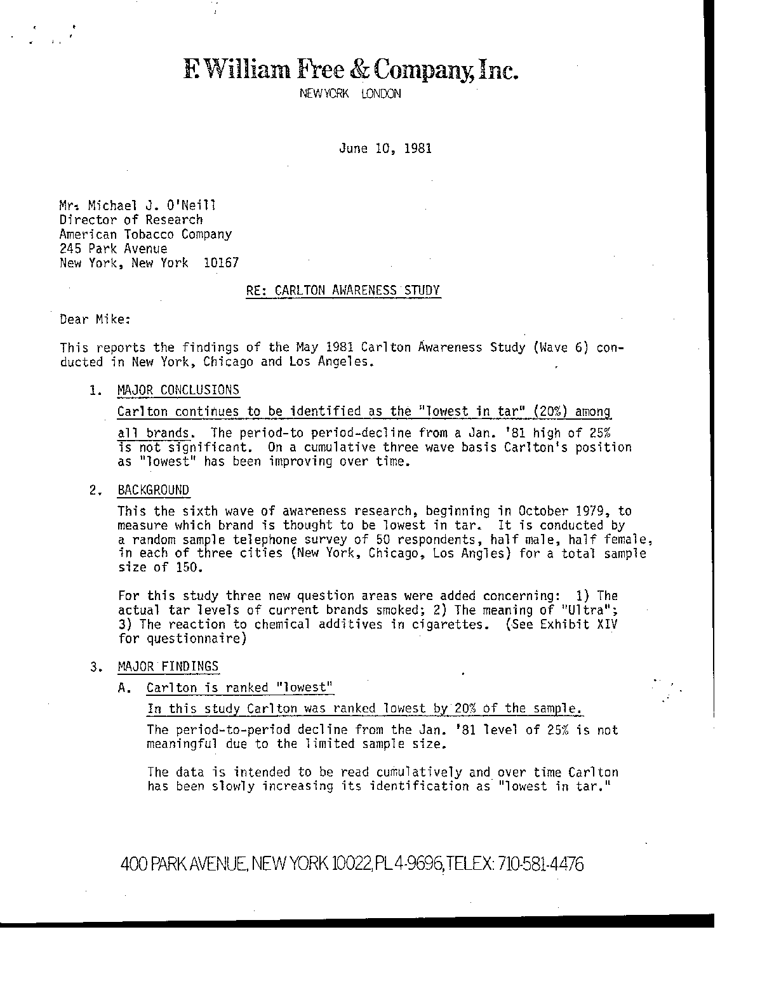 F. William Free & Company, Inc.
NEW YORK LONDON
June 10, 1981
Mr. Michael J. O'Neill
Director of Research
American Tobacco Company
245 Park Avenue
New York, New York 10167
RE: CARLTON AWARENESS STUDY
Dear Mike:
This reports the findings of the May 1981 Carlton Awareness Study (Wave 6) con-
ducted in New York, Chicago and Los Angeles.
1. MAJOR CONCLUSIONS
Carlton continues to be identified as the "lowest in tar" (20%) among
all brands. The period-to period-decline from a Jan. '81 high of 25%
is not significant. On a cumulative three wave basis Carlton's position
as "lowest" has been improving over time.
2. BACKGROUND
This the sixth wave of awareness research, beginning in October 1979, to
measure which brand is thought to be lowest in tar. It is conducted by
a random sample telephone survey of 50 respondents, half male, half female,
in each of three cities (New York, Chicago, Los Angles) for a total sample
size of 150.
For this study three new question areas were added concerning: 1) The
actual tar levels of current brands smoked; 2) The meaning of "Ultra";
3) The reaction to chemical additives in cigarettes. (See Exhibit XIV
for questionnaire)
3. MAJOR FINDINGS
A. Carlton is ranked "lowest"
In this study Carlton was ranked lowest by 20% of the sample.
The period-to-period decline from the Jan. '81 level of 25% is not
meaningful due to the limited sample size.
The data is intended to be read cumulatively and over time Carlton
has been slowly increasing its identification as "lowest in tar."
400 PARK AVENUE, NEW YORK 10022, PL 4-9696, TELEX: 710-581-4476